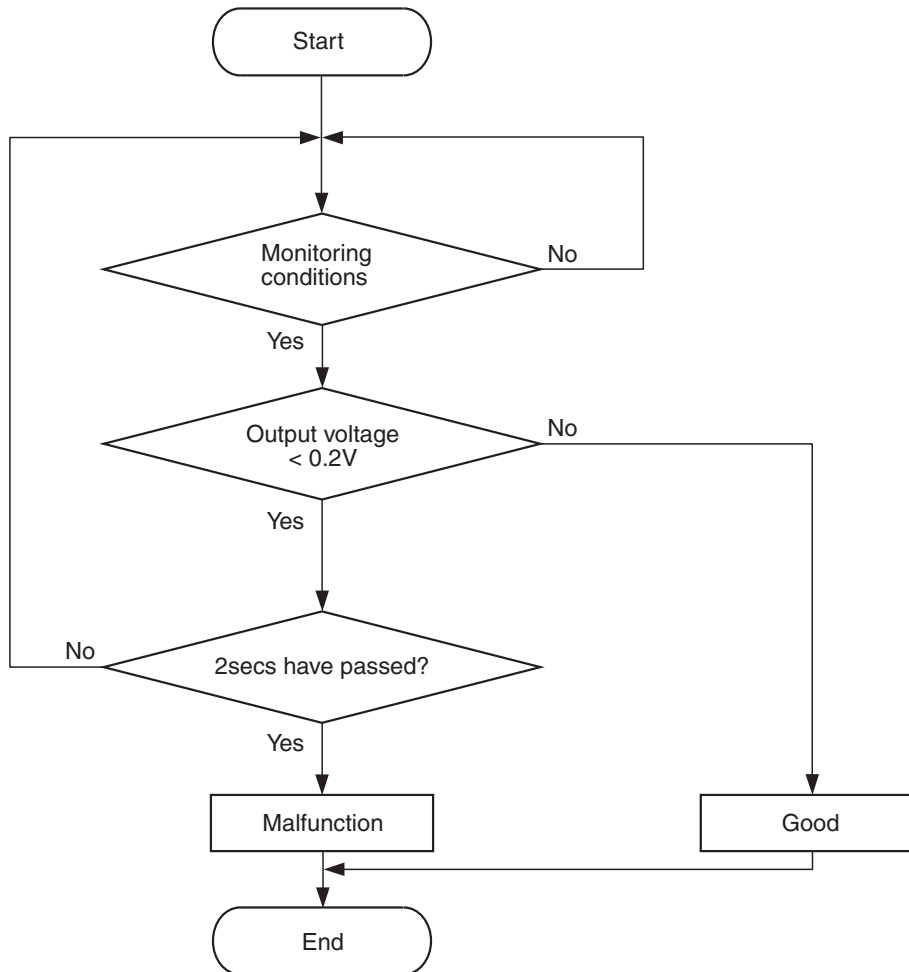 Start
Monitoring
conditions
No
Yes
Output voltage
< 0.2V
No
Yes
No
2secs have passed?
Yes
Malfunction
Good
End